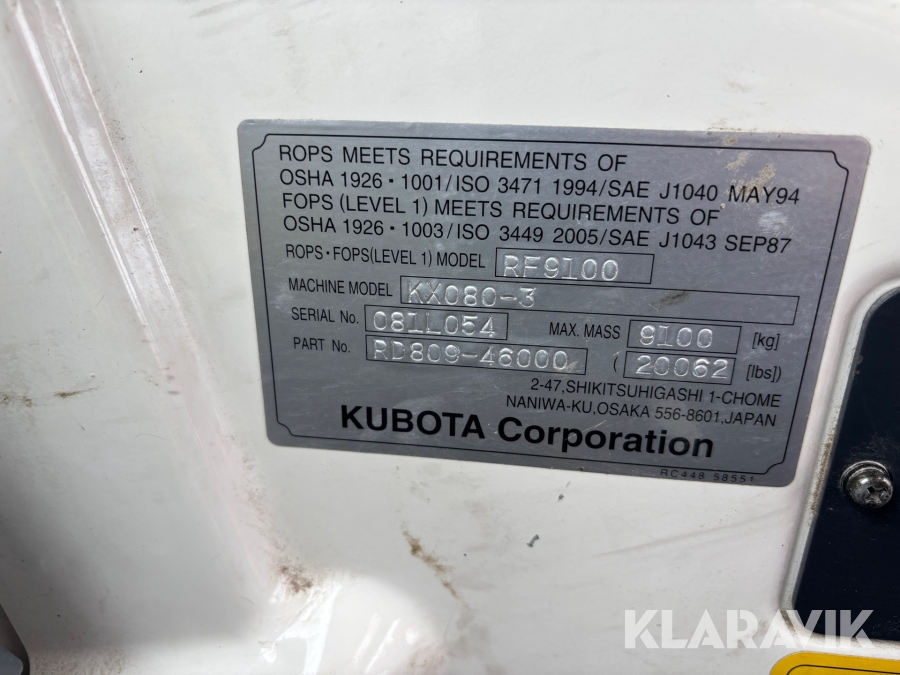 ROPS MEETS REQUIREMENTS OF
OSHA 1926・1001/ISO 3471 1994/SAE J1040 MAY94
FOPS (LEVEL 1) MEETS REQUIREMENTS OF
OSHA 1926・1003/ISO 3449 2005/SAE J1043 SEP87
ROPS・FOPS(LEVEL 1) MODEL RF9100
MACHINE MODEL KX080-3
SERIAL No. 081L054 MAX. MASS 9100 [kg]
PART No. RD809-46000 (20062 [lbs])
2-47,SHIKITSUHIGASHI 1-CHOME
NANIWA-KU,OSAKA 556-8601,JAPAN
KUBOTA Corporation
RC448 58551
KLARAVIK